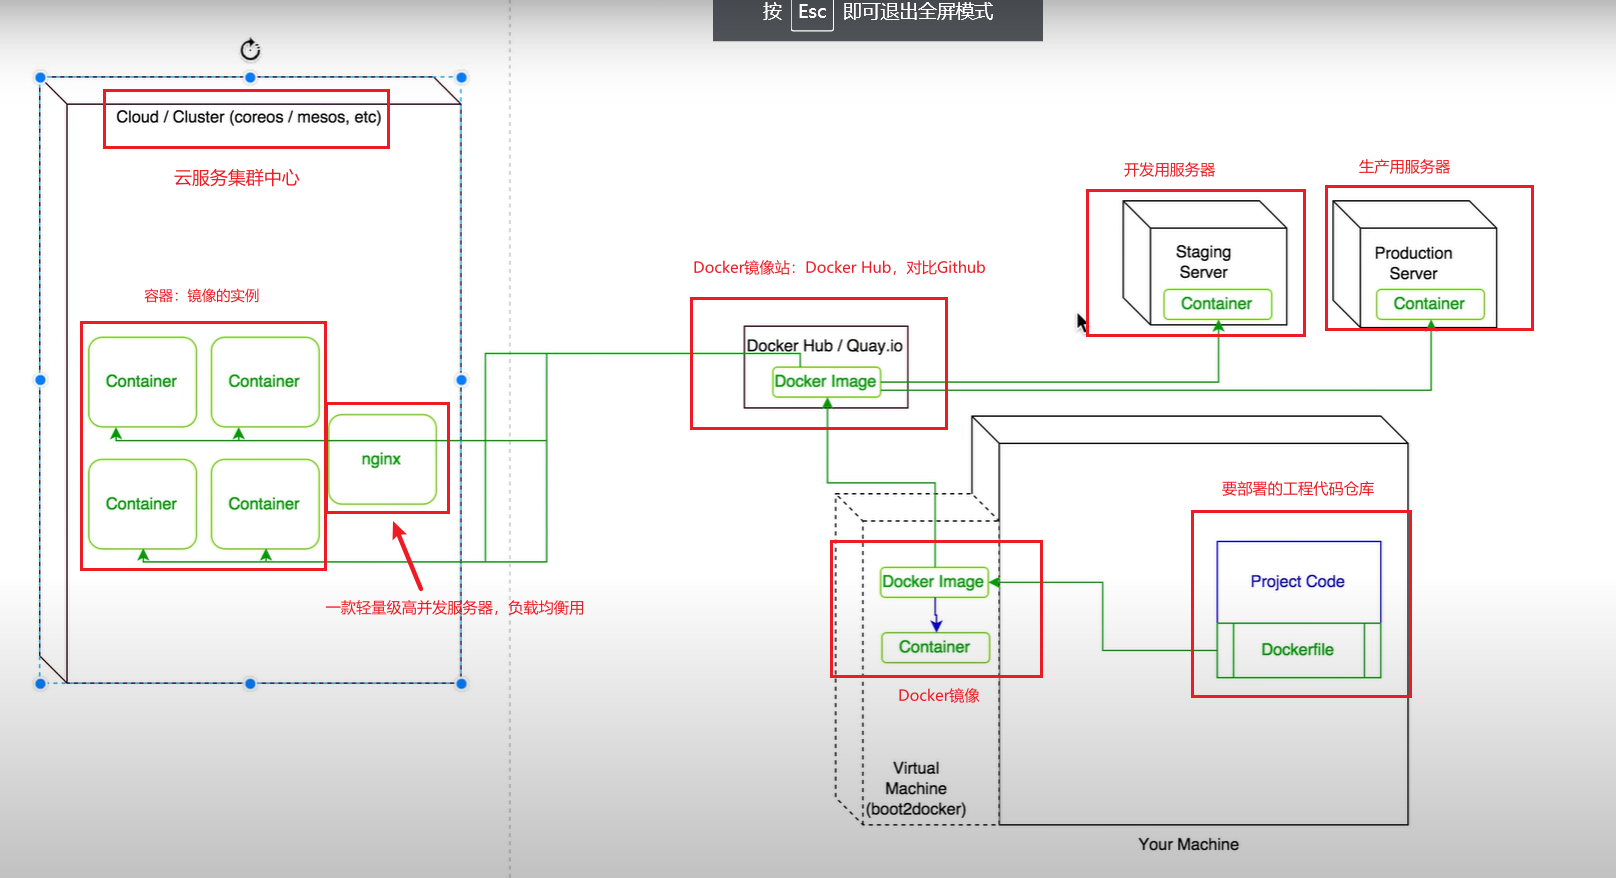 按 Esc 即可退出全屏模式
Cloud / Cluster (coreos / mesos, etc)
云服务集群中心
容器：镜像的实例
Container
Container
nginx
Container
Container
一款轻量级高并发服务器，负载均衡用
Docker镜像站：Docker Hub，对比Github
Docker Hub / Quay.io
Docker Image
开发用服务器
Staging
Server
Container
生产用服务器
Production
Server
Container
要部署的工程代码仓库
Project Code
Dockerfile
Docker Image
Container
Docker镜像
Virtual
Machine
(boot2docker)
Your Machine